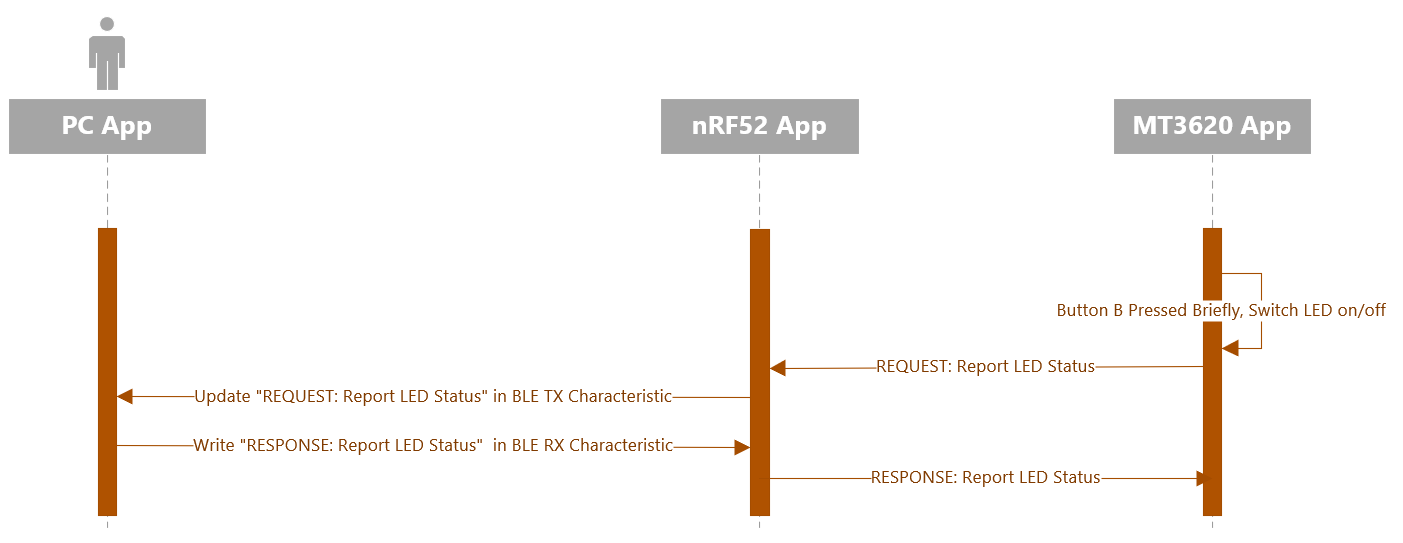 PC App
nRF52 App
MT3620 App
Button B Pressed Briefly, Switch LED on/off
REQUEST: Report LED Status
Update "REQUEST: Report LED Status" in BLE TX Characteristic
Write "RESPONSE: Report LED Status"  in BLE RX Characteristic
RESPONSE: Report LED Status